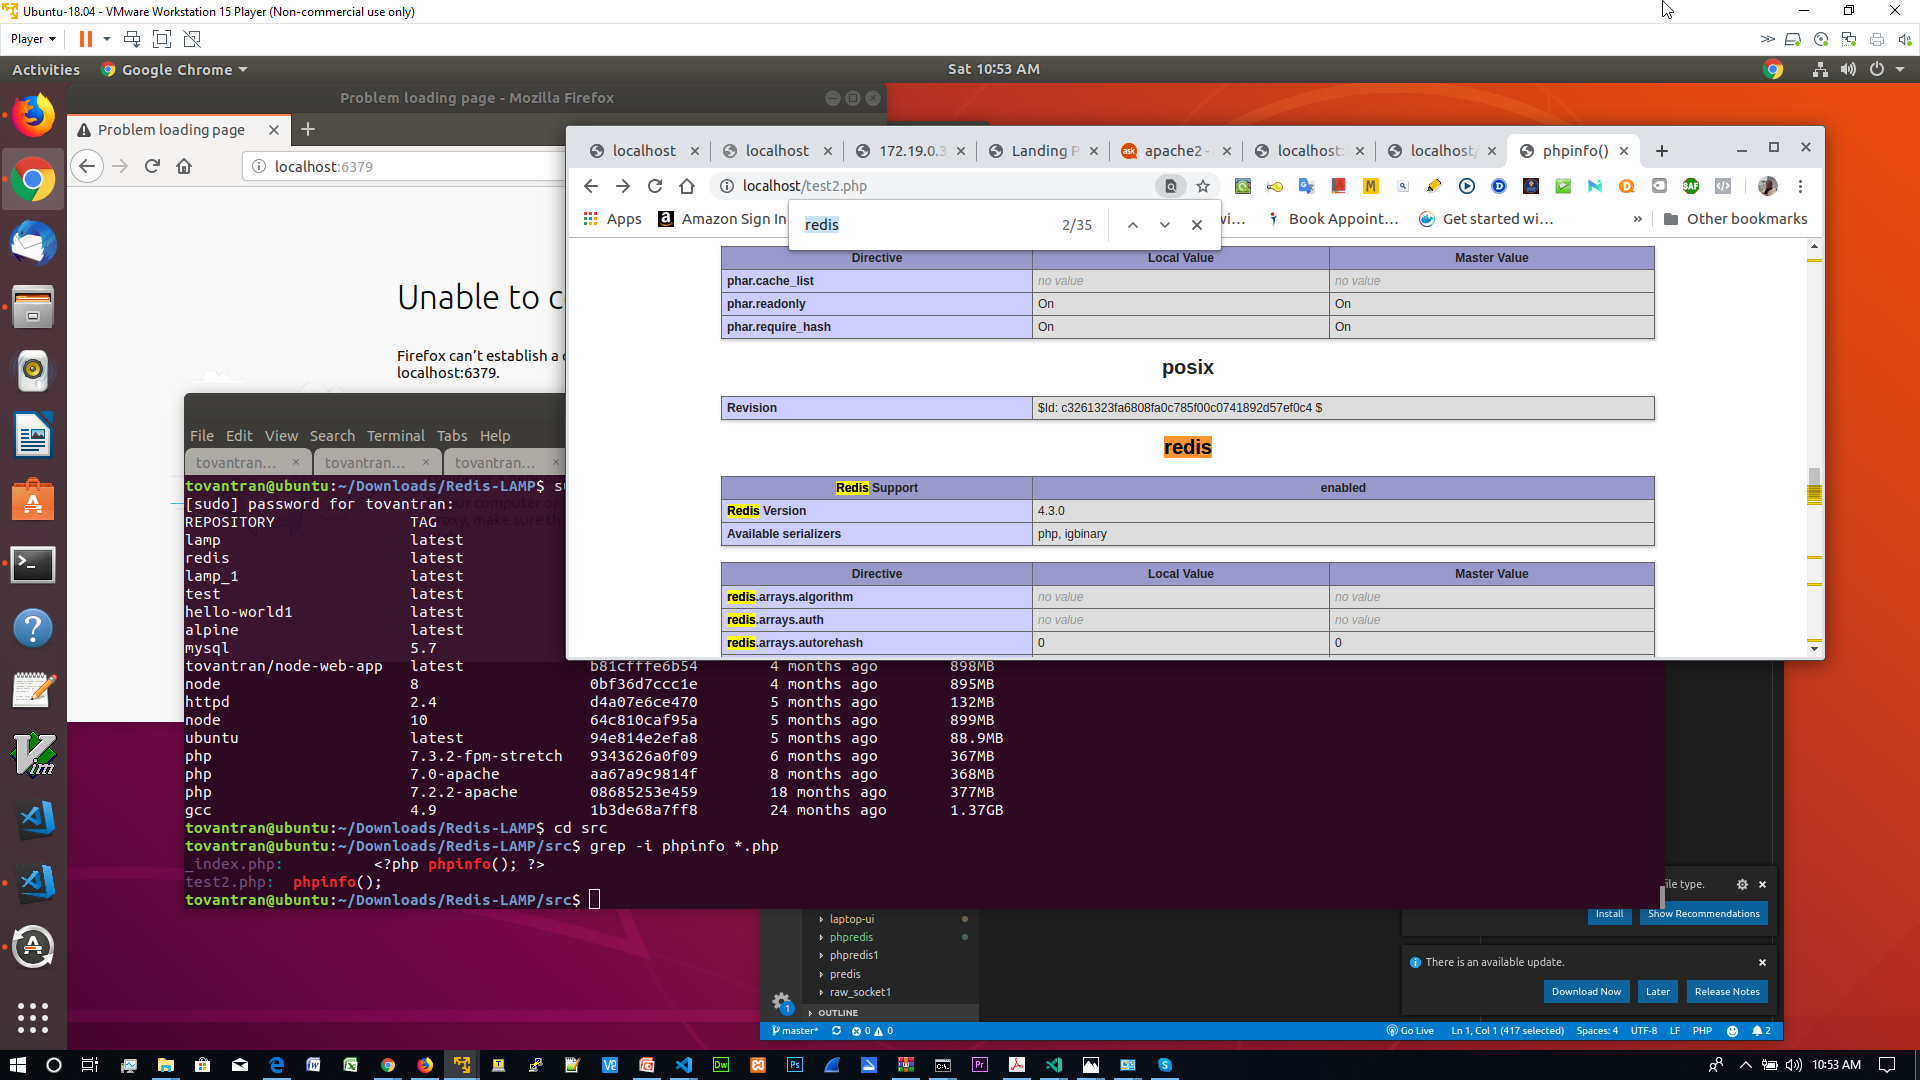 Ubuntu-18.04 - VMware Workstation 15 Player (Non-commercial use only)
Player
Activities
Google Chrome
Sat 10:53 AM
Problem loading page - Mozilla Firefox
Problem loading page
localhost:6379
Unable to c
Firefox can't establish a c
localhost:6379.
localhost
localhost
172.19.0.3
Landing P
apache2 -
localhost:
localhost/
phpinfo()
localhost/test2.php
Apps
Amazon Sign In
Book Appoint...
Get started wi...
»
Other bookmarks
redis
2/35
Directive Local Value Master Value
phar.cache_list no value no value
phar.readonly On On
phar.require_hash On On
posix
Revision $Id: c3261323fa6808fa0c785f00c0741892d57ef0c4 $
redis
Redis Support enabled
Redis Version 4.3.0
Available serializers php, igbinary
Directive Local Value Master Value
redis.arrays.algorithm no value no value
redis.arrays.auth no value no value
redis.arrays.autorehash 0 0
File Edit View Search Terminal Tabs Help
tovantran...
tovantran...
tovantran...
tovantran@ubuntu:~/Downloads/Redis-LAMP$ su
[sudo] password for tovantran:
REPOSITORY TAG
lamp latest
redis latest
lamp_1 latest
test latest
hello-world1 latest
alpine latest
mysql 5.7
tovantran/node-web-app latest b81cfffe6b54 4 months ago 898MB
node 8 0bf36d7ccc1e 4 months ago 895MB
httpd 2.4 d4a07e6ce470 5 months ago 132MB
node 10 64c810caf95a 5 months ago 899MB
ubuntu latest 94e814e2efa8 5 months ago 88.9MB
php 7.3.2-fpm-stretch 9343626a0f09 6 months ago 367MB
php 7.0-apache aa67a9c9814f 8 months ago 368MB
php 7.2.2-apache 08685253e459 18 months ago 377MB
gcc 4.9 1b3de68a7ff8 24 months ago 1.37GB
tovantran@ubuntu:~/Downloads/Redis-LAMP$ cd src
tovantran@ubuntu:~/Downloads/Redis-LAMP/src$ grep -i phpinfo *.php
_index.php: <?php phpinfo(); ?>
test2.php: phpinfo();
tovantran@ubuntu:~/Downloads/Redis-LAMP/src$
laptop-ui
phpredis
phpredis1
predis
raw_socket1
OUTLINE
ile type.
Install Show Recommendations
There is an available update.
Download Now Later Release Notes
master* 0 0 Go Live Ln 1, Col 1 (417 selected) Spaces: 4 UTF-8 LF PHP 2
10:53 AM